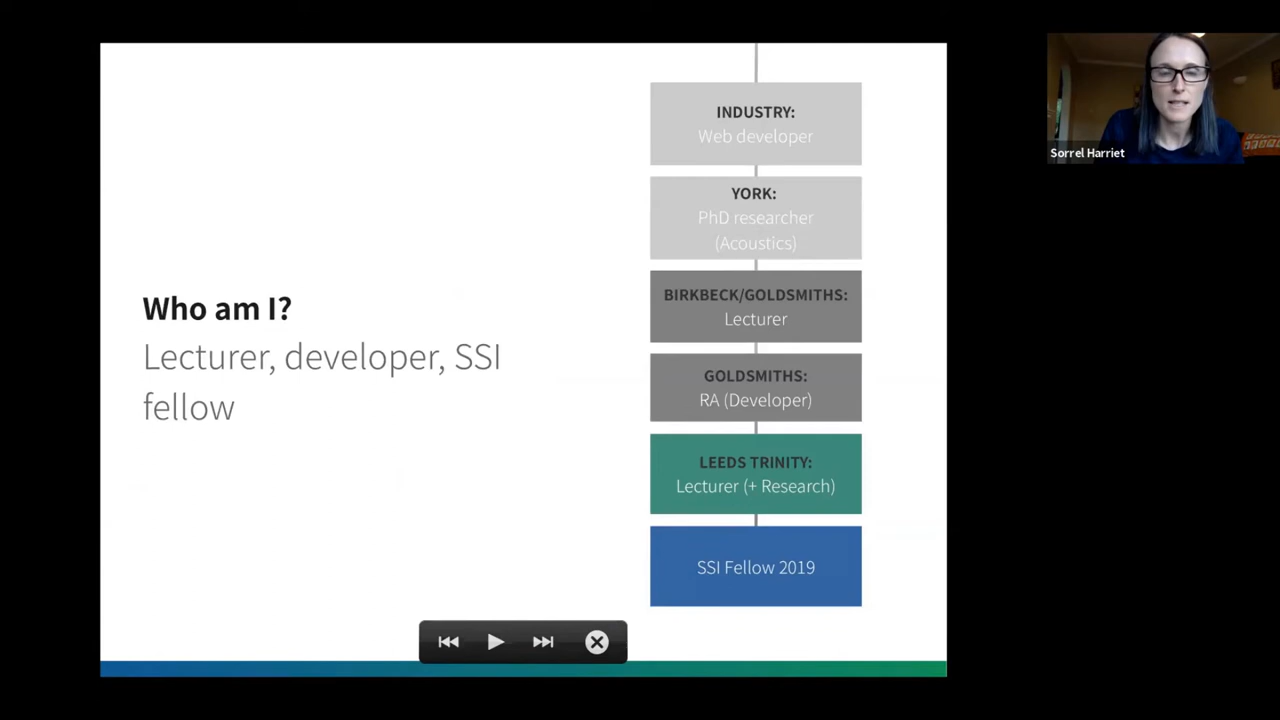 Who am I?
Lecturer, developer, SSI
fellow
INDUSTRY:
Web developer
YORK:
PhD researcher
(Acoustics)
BIRKBECK/GOLDSMITHS:
Lecturer
GOLDSMITHS:
RA (Developer)
LEEDS TRINITY:
Lecturer (+ Research)
SSI Fellow 2019
Sorrel Harriet